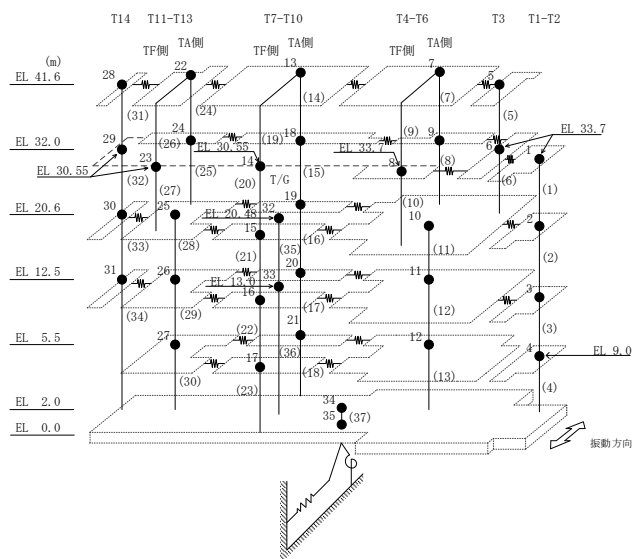 T14 T11-T13 T7-T10 T4-T6 T3 T1-T2
TF側 TA側 TF側 TA側 TF側 TA側
(m)
EL 41.6 28 22 13 7 5
(31) (24) (14) (7) (5)
EL 32.0 29 24 (26) EL 30.55 (19) 18 EL 33.7 (9) 9 6 1 EL 33.7
EL 30.55 23 (25) 14 (15) 8 (8) (6)
(32) (27) (20) T/G (10) (1)
EL 20.6 30 25 EL 20.48 32 19 10 2
(33) (28) 15 (35) (16) (11) (2)
EL 12.5 31 26 (21) EL 13.0 33 20 11 3
(34) (29) 16 (17) (12) (3)
EL 5.5 27 (22) (36) 21 12 4 EL 9.0
(30) 17 (18) (13) (4)
(23)
EL 2.0 34
EL 0.0 35 (37)
振動方向